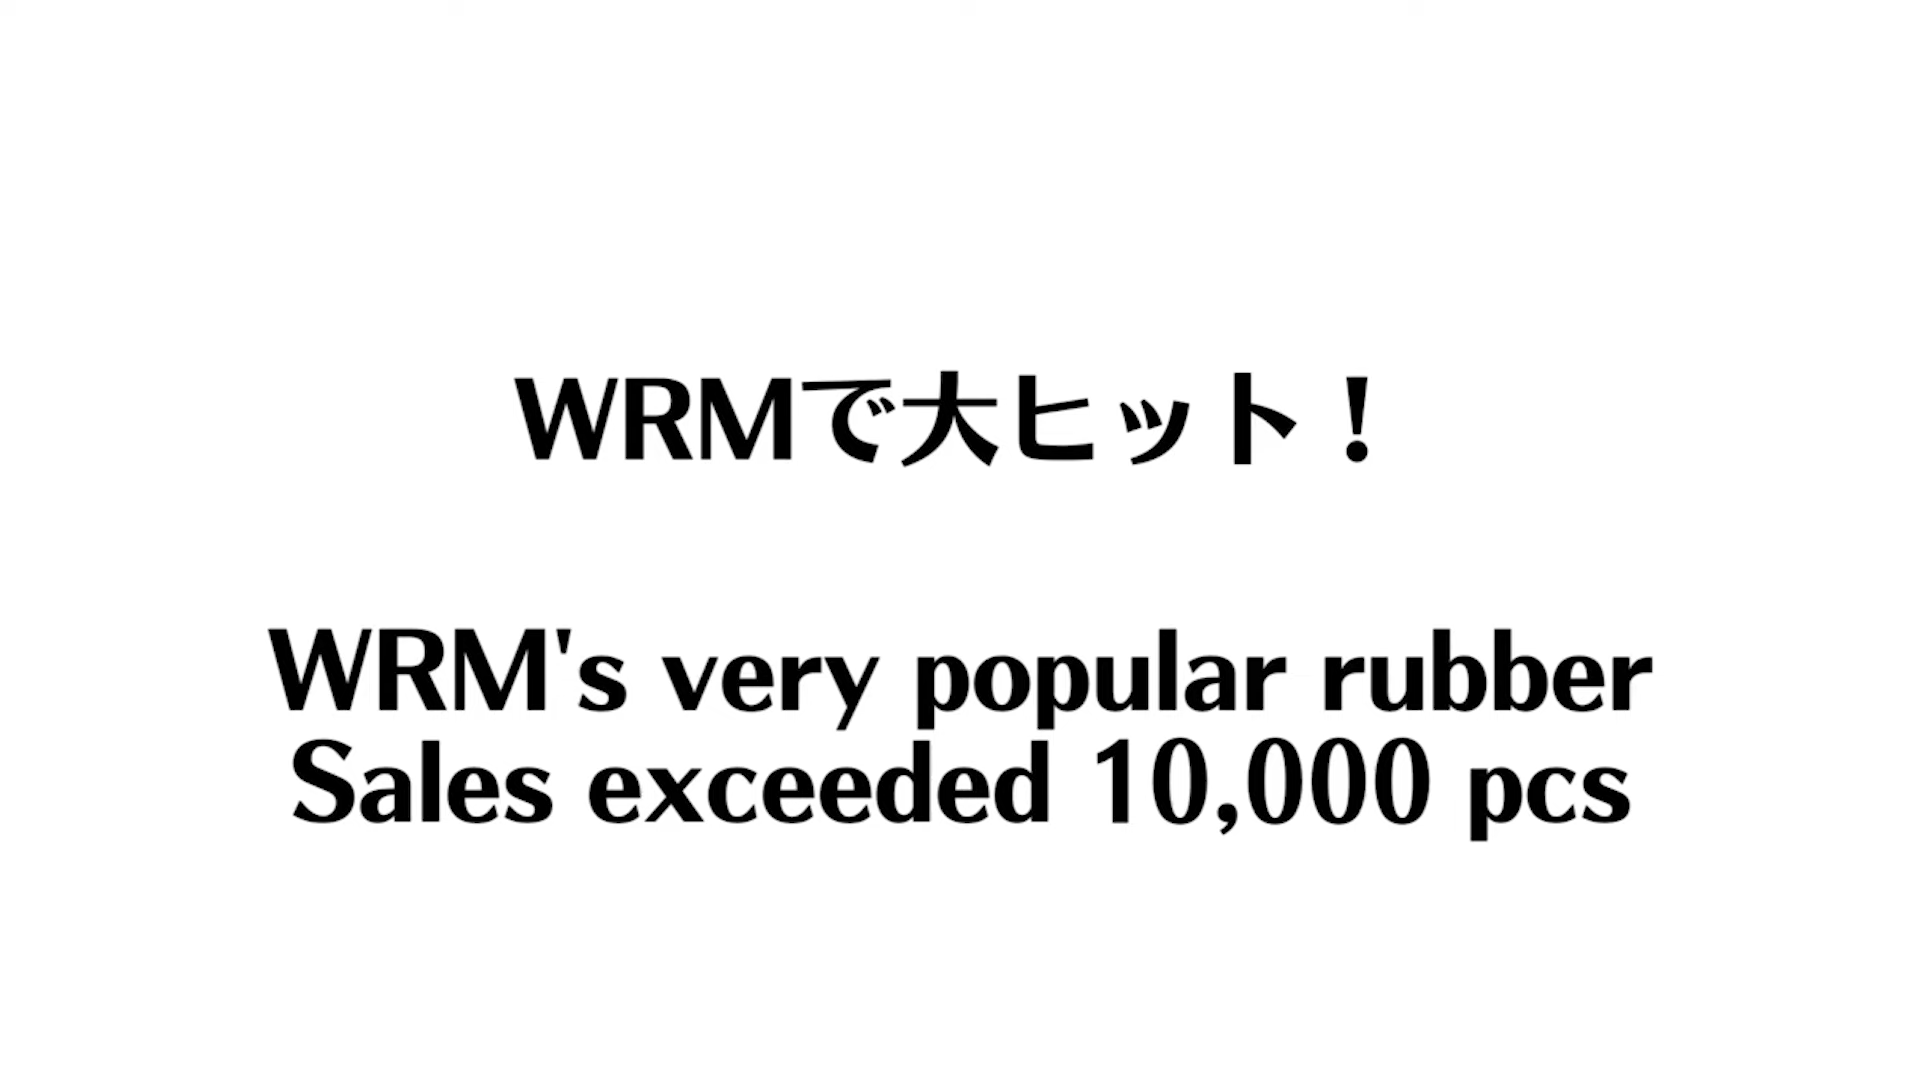 WRMで大ヒット！
WRM's very popular rubber
Sales exceeded 10,000 pcs